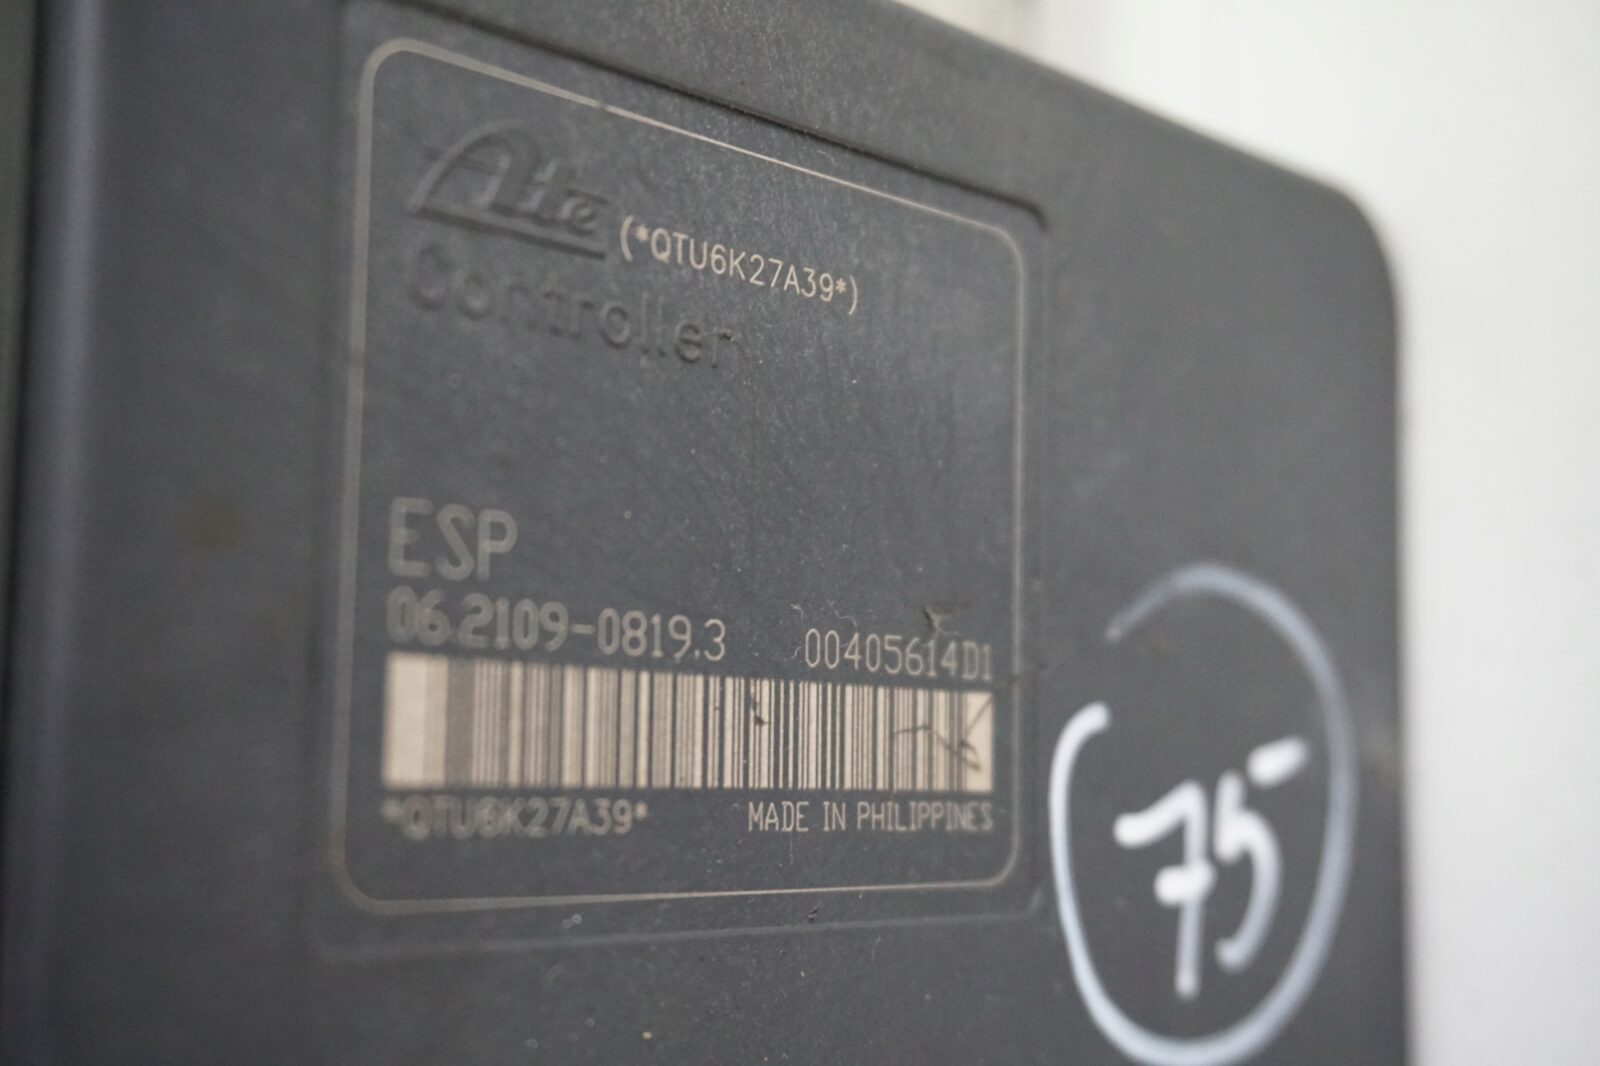 Ate (*QTU6K27A39*)
Controller
ESP
06.2109-0819.3 00405614D1
*QTU6K27A39* MADE IN PHILIPPINES
75